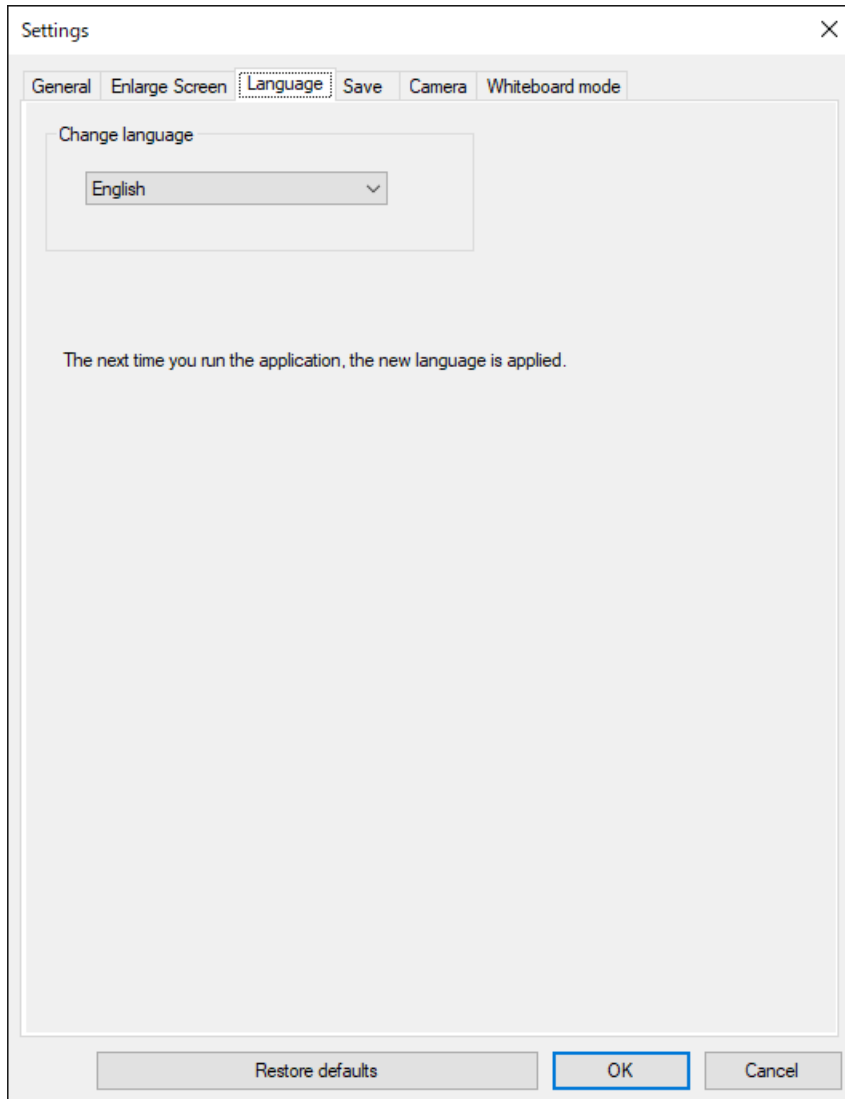 Settings
General Enlarge Screen Language Save Camera Whiteboard mode
Change language
English
The next time you run the application, the new language is applied.
Restore defaults OK Cancel